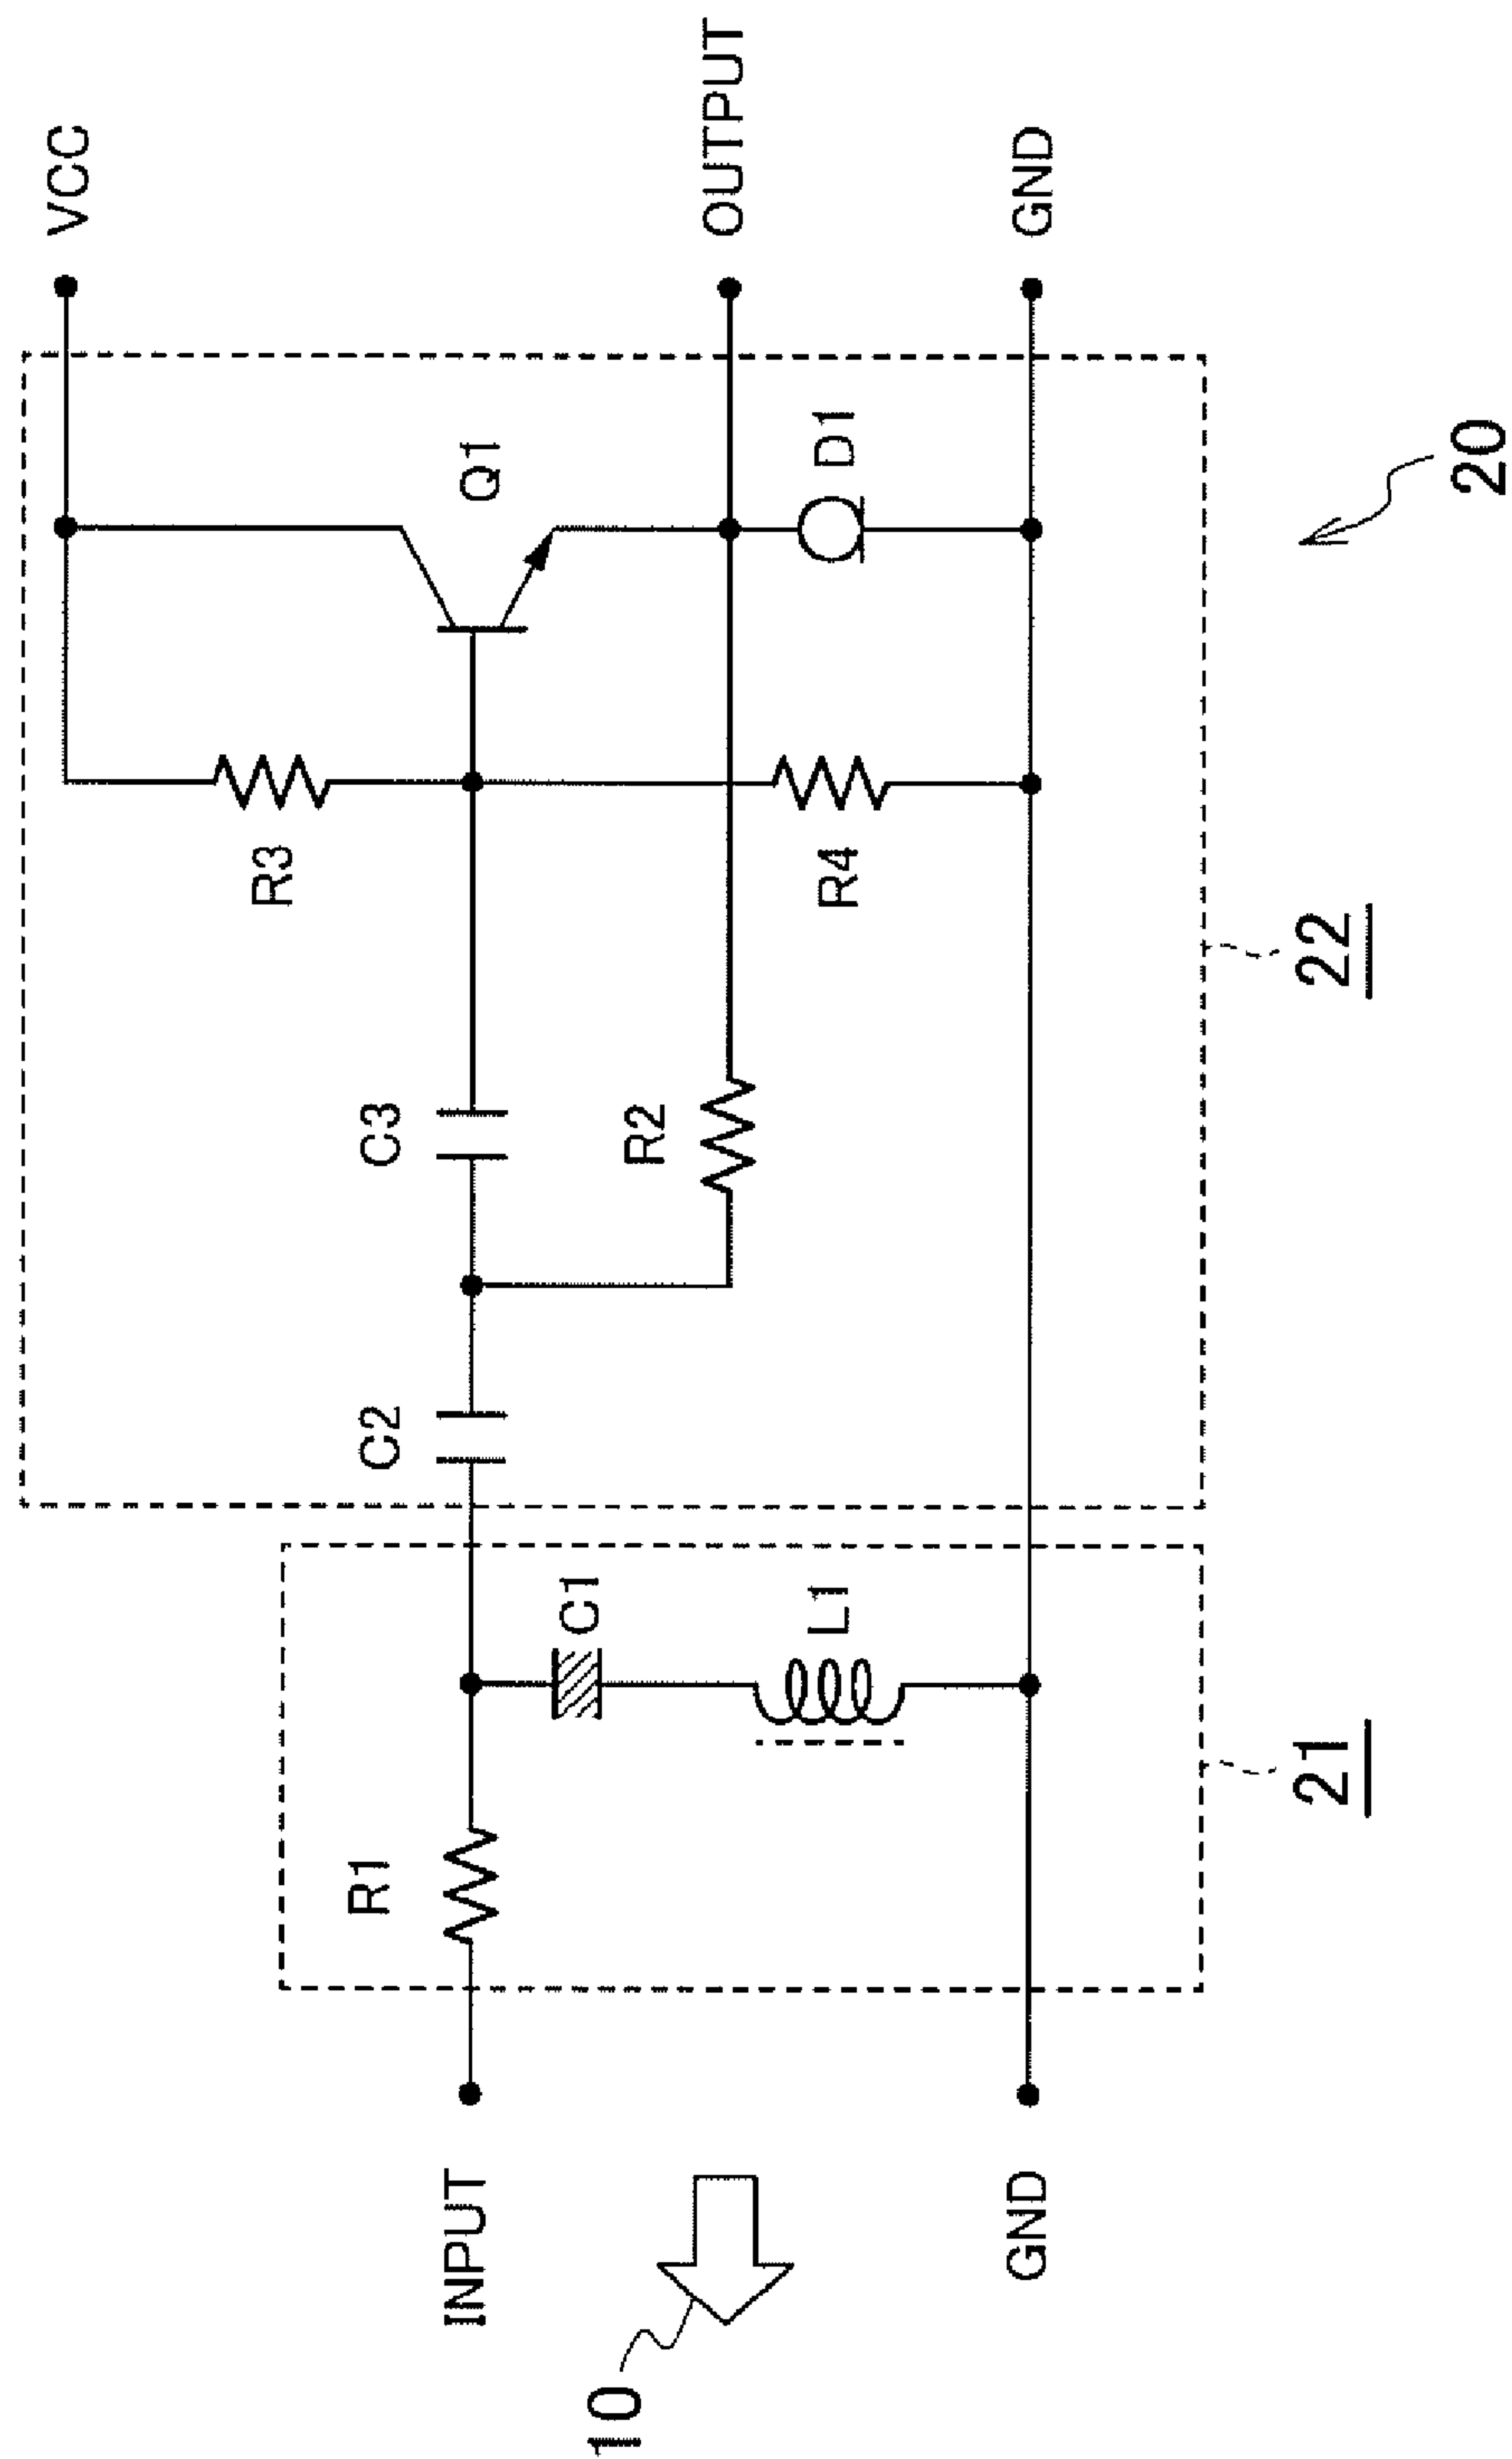 VCC
Q1
R3
C3
C2
C1
R1
INPUT
OUTPUT
D1
R4
R2
L1
10
GND
GND
20
22
21